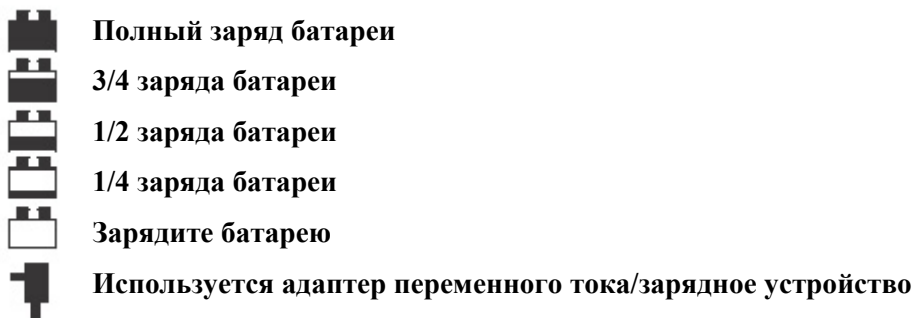 Полный заряд батареи
3/4 заряда батареи
1/2 заряда батареи
1/4 заряда батареи
Зарядите батарею
Используется адаптер переменного тока/зарядное устройство